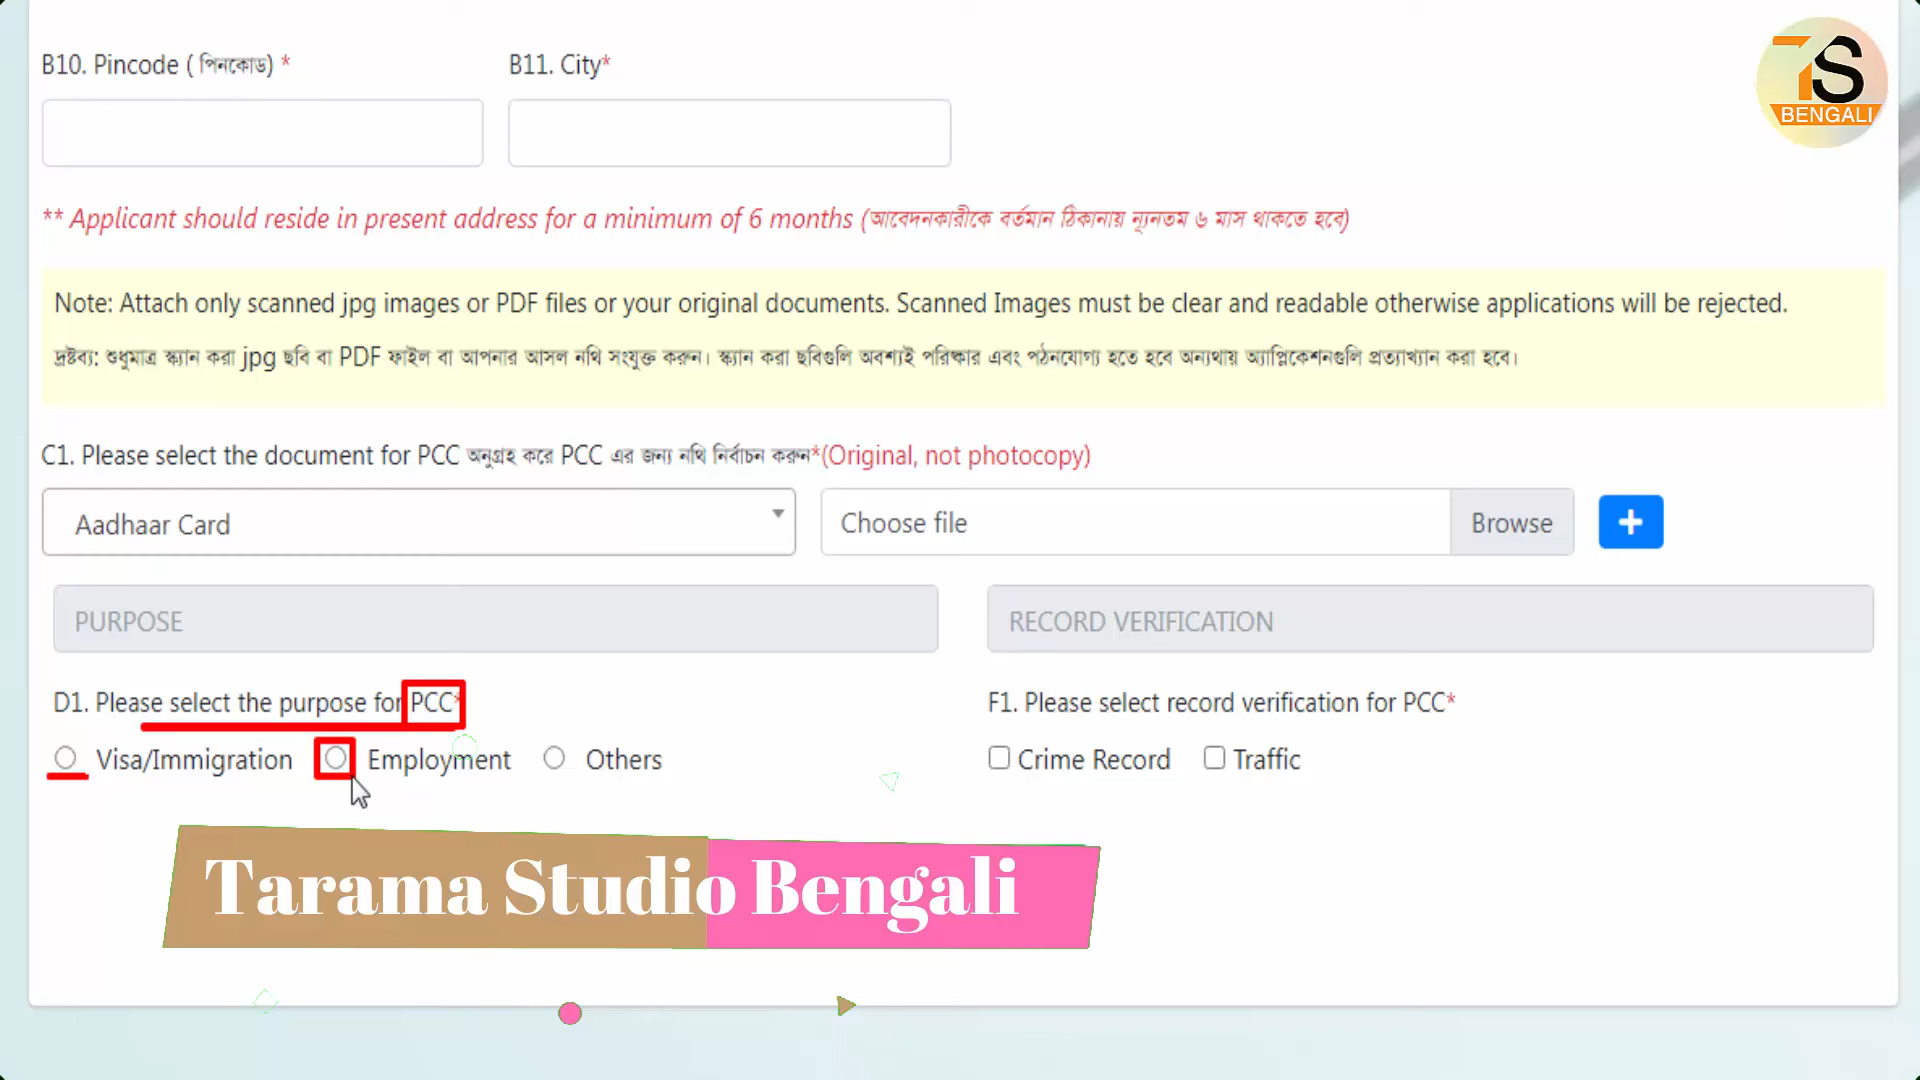 B10. Pincode ( পিনকোড) *
B11. City*
TS
BENGALI
** Applicant should reside in present address for a minimum of 6 months (আবেদনকারীকে বর্তমান ঠিকানায় ন্যূনতম ৬ মাস থাকতে হবে)
Note: Attach only scanned jpg images or PDF files or your original documents. Scanned Images must be clear and readable otherwise applications will be rejected.
দ্রষ্টব্য: শুধুমাত্র স্ক্যান করা jpg ছবি বা PDF ফাইল বা আপনার আসল নথি সংযুক্ত করুন। স্ক্যান করা ছবিগুলি অবশ্যই পরিষ্কার এবং পঠনযোগ্য হতে হবে অন্যথায় অ্যাপ্লিকেশনগুলি প্রত্যাখ্যান করা হবে।
C1. Please select the document for PCC অনুগ্রহ করে PCC এর জন্য নথি নির্বাচন করুন*(Original, not photocopy)
Aadhaar Card
Choose file Browse +
PURPOSE
RECORD VERIFICATION
D1. Please select the purpose for PCC*
F1. Please select record verification for PCC*
Visa/Immigration Employment Others
Crime Record Traffic
Tarama Studio Bengali